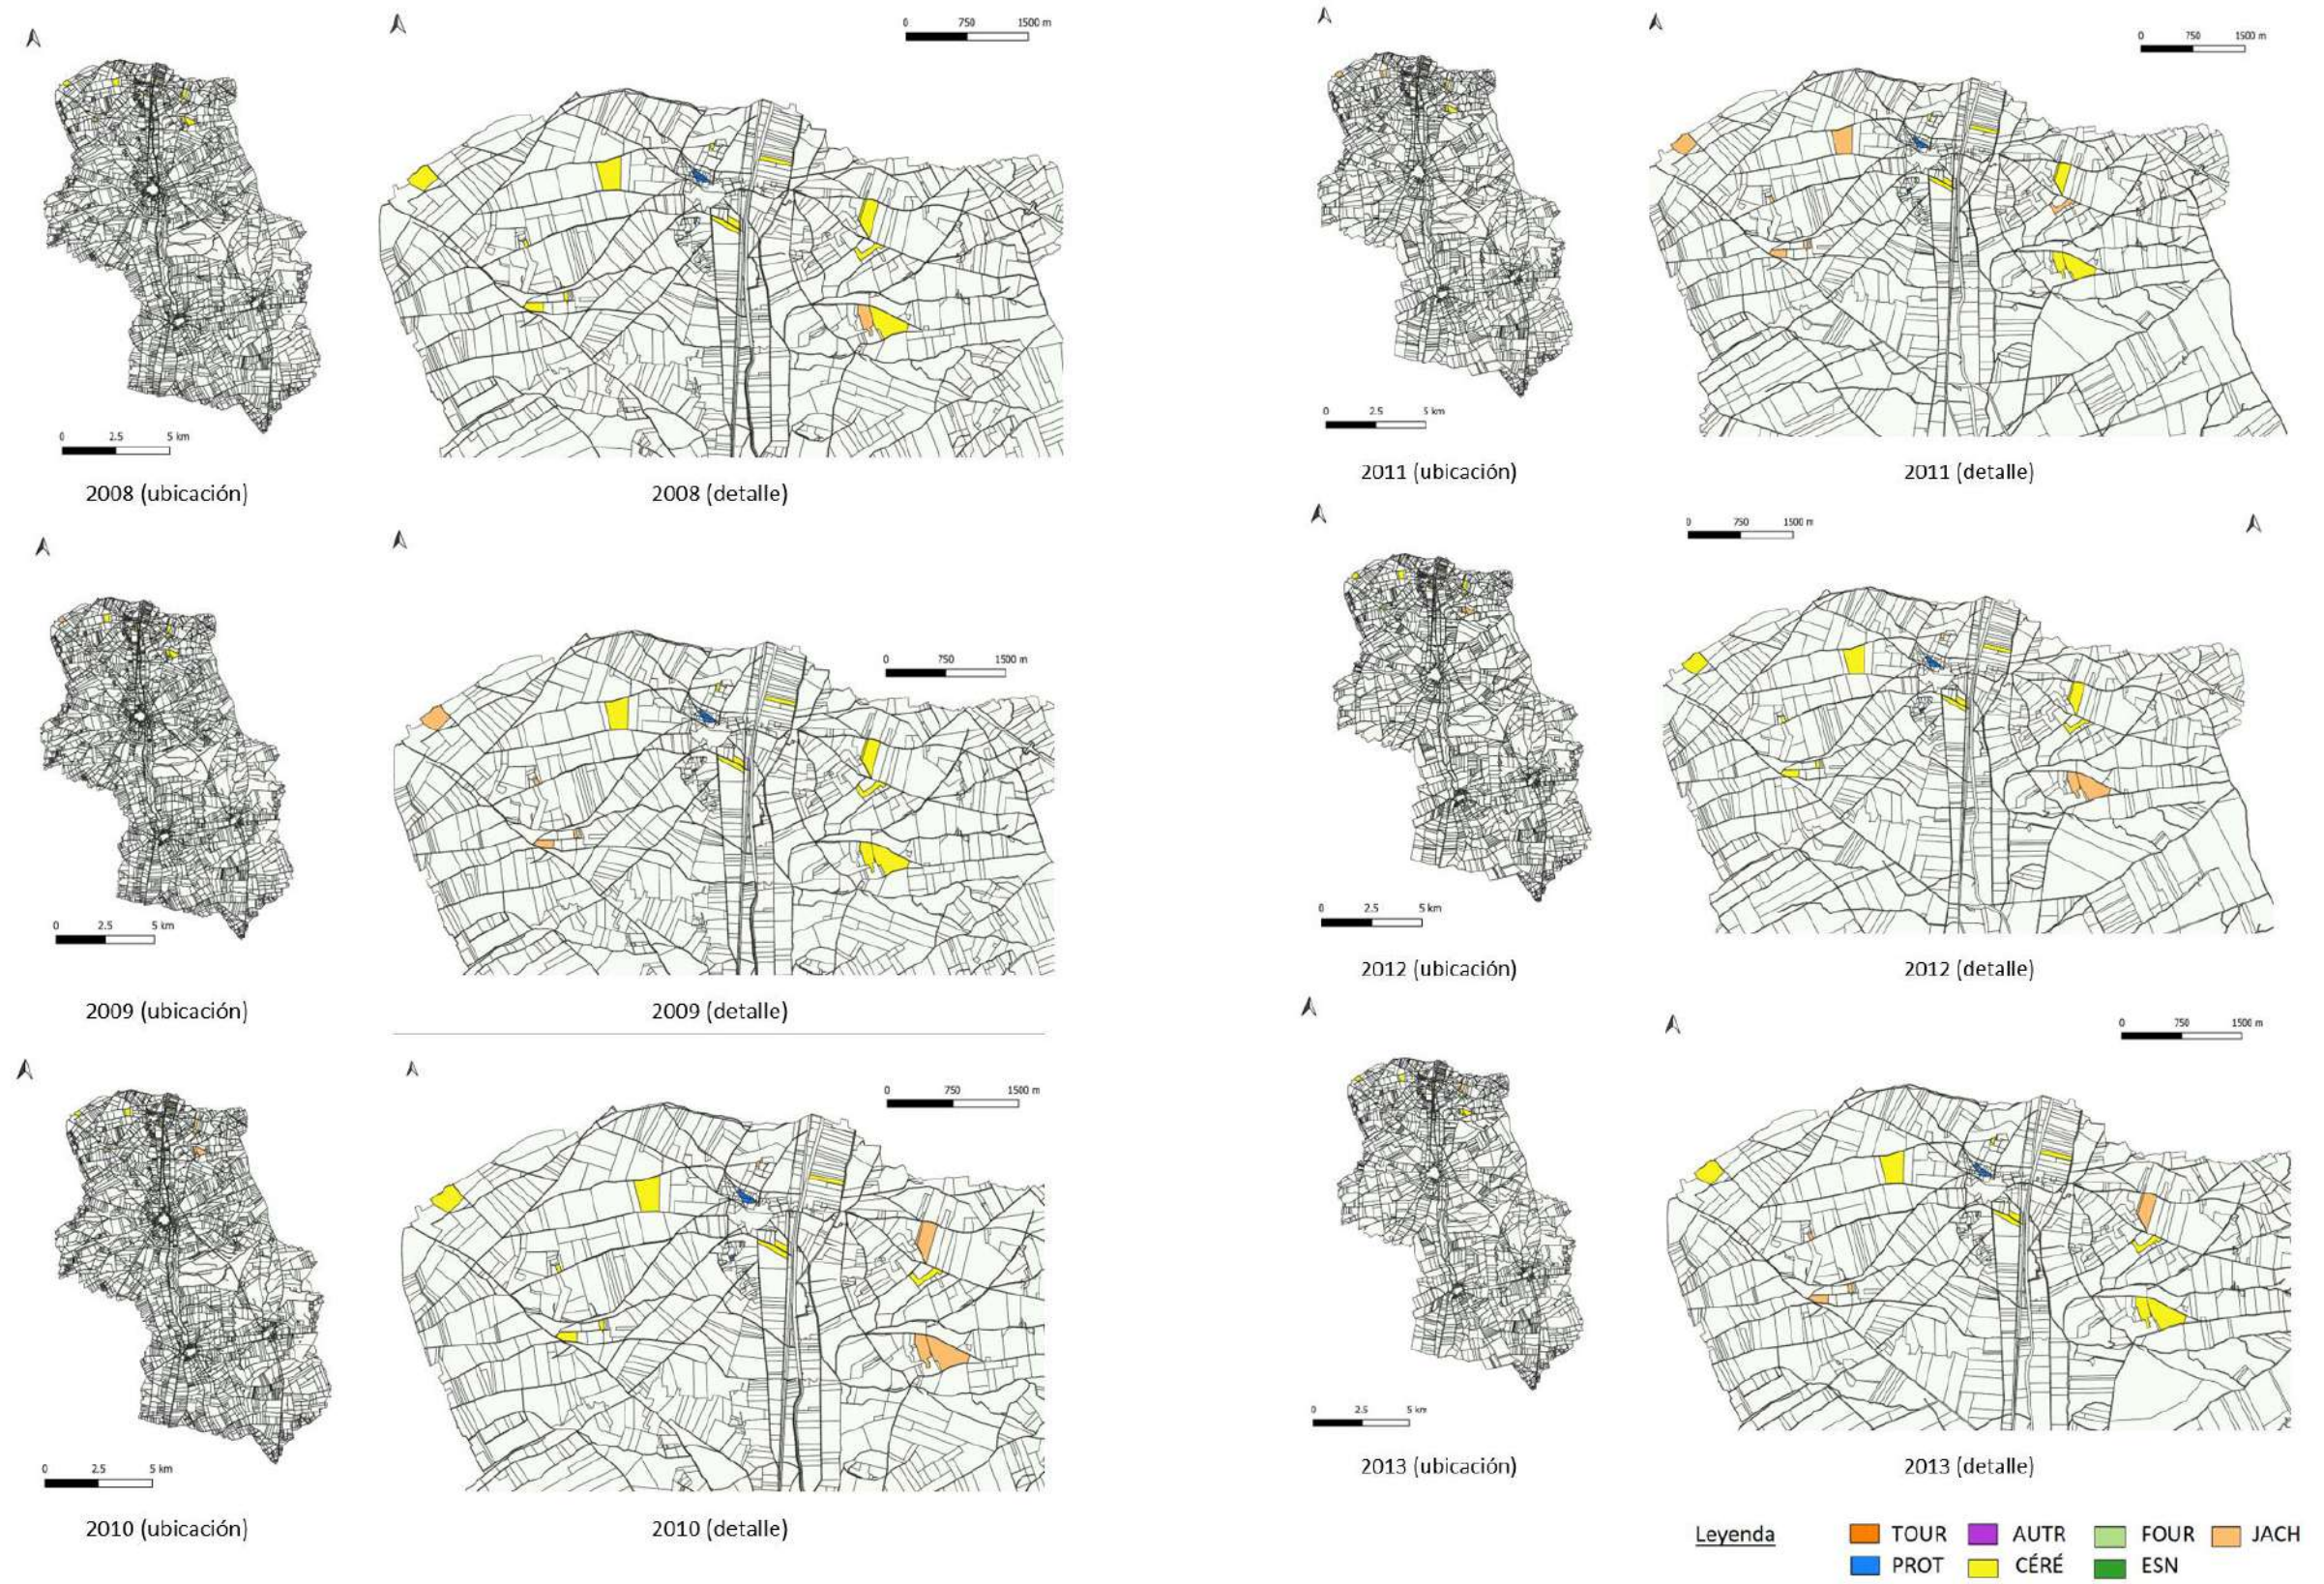 0 750 1500 m
0 2.5 5 km
2008 (ubicación)
2008 (detalle)
0 750 1500 m
0 2.5 5 km
2009 (ubicación)
2009 (detalle)
0 750 1500 m
0 2.5 5 km
2010 (ubicación)
2010 (detalle)
0 750 1500 m
0 2.5 5 km
2011 (ubicación)
2011 (detalle)
0 750 1500 m
0 2.5 5 km
2012 (ubicación)
2012 (detalle)
0 750 1500 m
0 2.5 5 km
2013 (ubicación)
2013 (detalle)
Leyenda
TOUR AUTR FOUR JACH
PROT CÉRÉ ESN